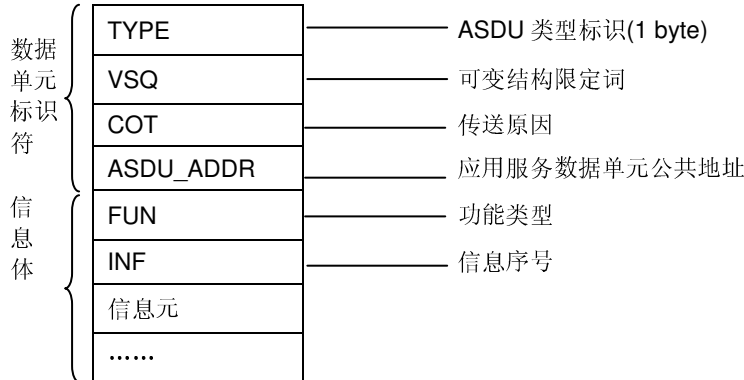 TYPE
ASDU 类型标识(1 byte)
数据
单元
标识
符
VSQ
可变结构限定词
COT
传送原因
ASDU_ADDR
应用服务数据单元公共地址
信
息
体
FUN
功能类型
INF
信息序号
信息元
……